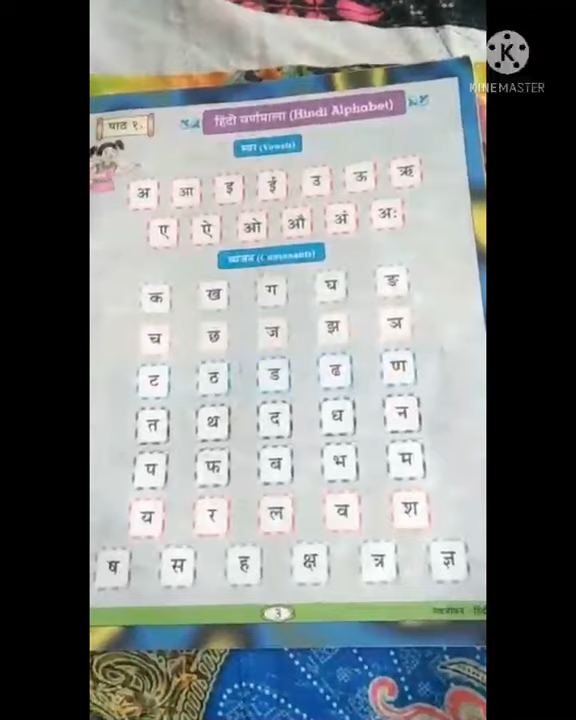 K
KINEMASTER
पाठ १.
हिंदी वर्णमाला (Hindi Alphabet)
स्वर (Vowels)
अ आ इ ई उ ऊ ऋ
ए ऐ ओ औ अं अः
व्यंजन (Consonants)
क ख ग घ ङ
च छ ज झ ञ
ट ठ ड ढ ण
त थ द ध न
प फ ब भ म
य र ल व श
ष स ह क्ष त्र ज्ञ
3